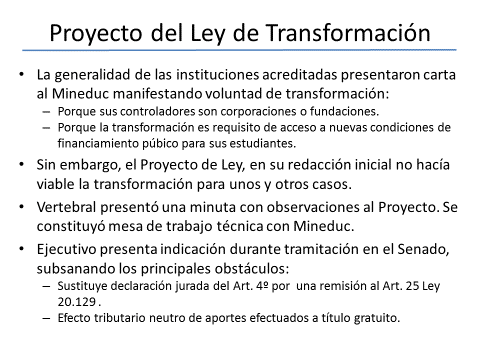 Proyecto del Ley de Transformación
• La generalidad de las instituciones acreditadas presentaron carta
al Mineduc manifestando voluntad de transformación:
– Porque sus controladores son corporaciones o fundaciones.
– Porque la transformación es requisito de acceso a nuevas condiciones de
financiamiento púbico para sus estudiantes.
• Sin embargo, el Proyecto de Ley, en su redacción inicial no hacía
viable la transformación para unos y otros casos.
• Vertebral presentó una minuta con observaciones al Proyecto. Se
constituyó mesa de trabajo técnica con Mineduc.
• Ejecutivo presenta indicación durante tramitación en el Senado,
subsanando los principales obstáculos:
– Sustituye declaración jurada del Art. 4º por una remisión al Art. 25 Ley
20.129 .
– Efecto tributario neutro de aportes efectuados a título gratuito.